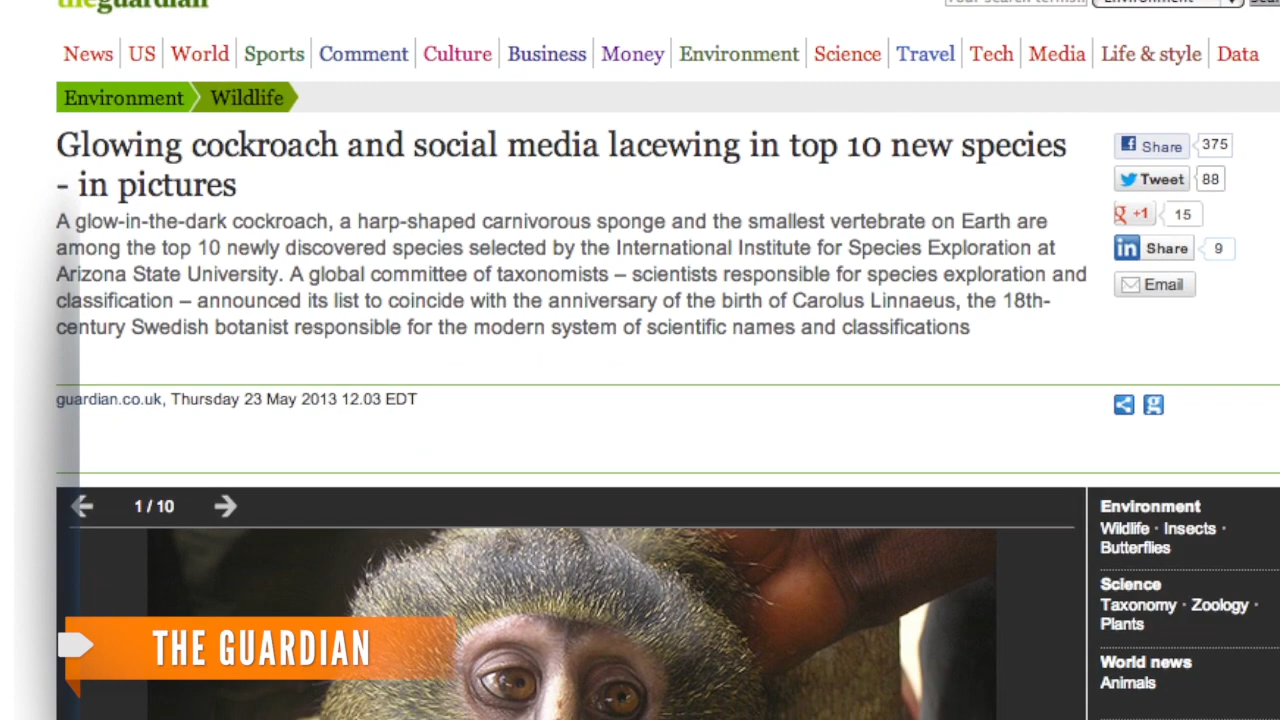 theguardian
Your search terms... Environment
News US World Sports Comment Culture Business Money Environment Science Travel Tech Media Life & style Data
Environment Wildlife
Glowing cockroach and social media lacewing in top 10 new species
- in pictures
A glow-in-the-dark cockroach, a harp-shaped carnivorous sponge and the smallest vertebrate on Earth are
among the top 10 newly discovered species selected by the International Institute for Species Exploration at
Arizona State University. A global committee of taxonomists – scientists responsible for species exploration and
classification – announced its list to coincide with the anniversary of the birth of Carolus Linnaeus, the 18th-
century Swedish botanist responsible for the modern system of scientific names and classifications
Share 375
Tweet 88
+1 15
in Share 9
Email
guardian.co.uk, Thursday 23 May 2013 12.03 EDT
1 / 10
Environment
Wildlife · Insects ·
Butterflies
Science
Taxonomy · Zoology ·
Plants
World news
Animals
THE GUARDIAN